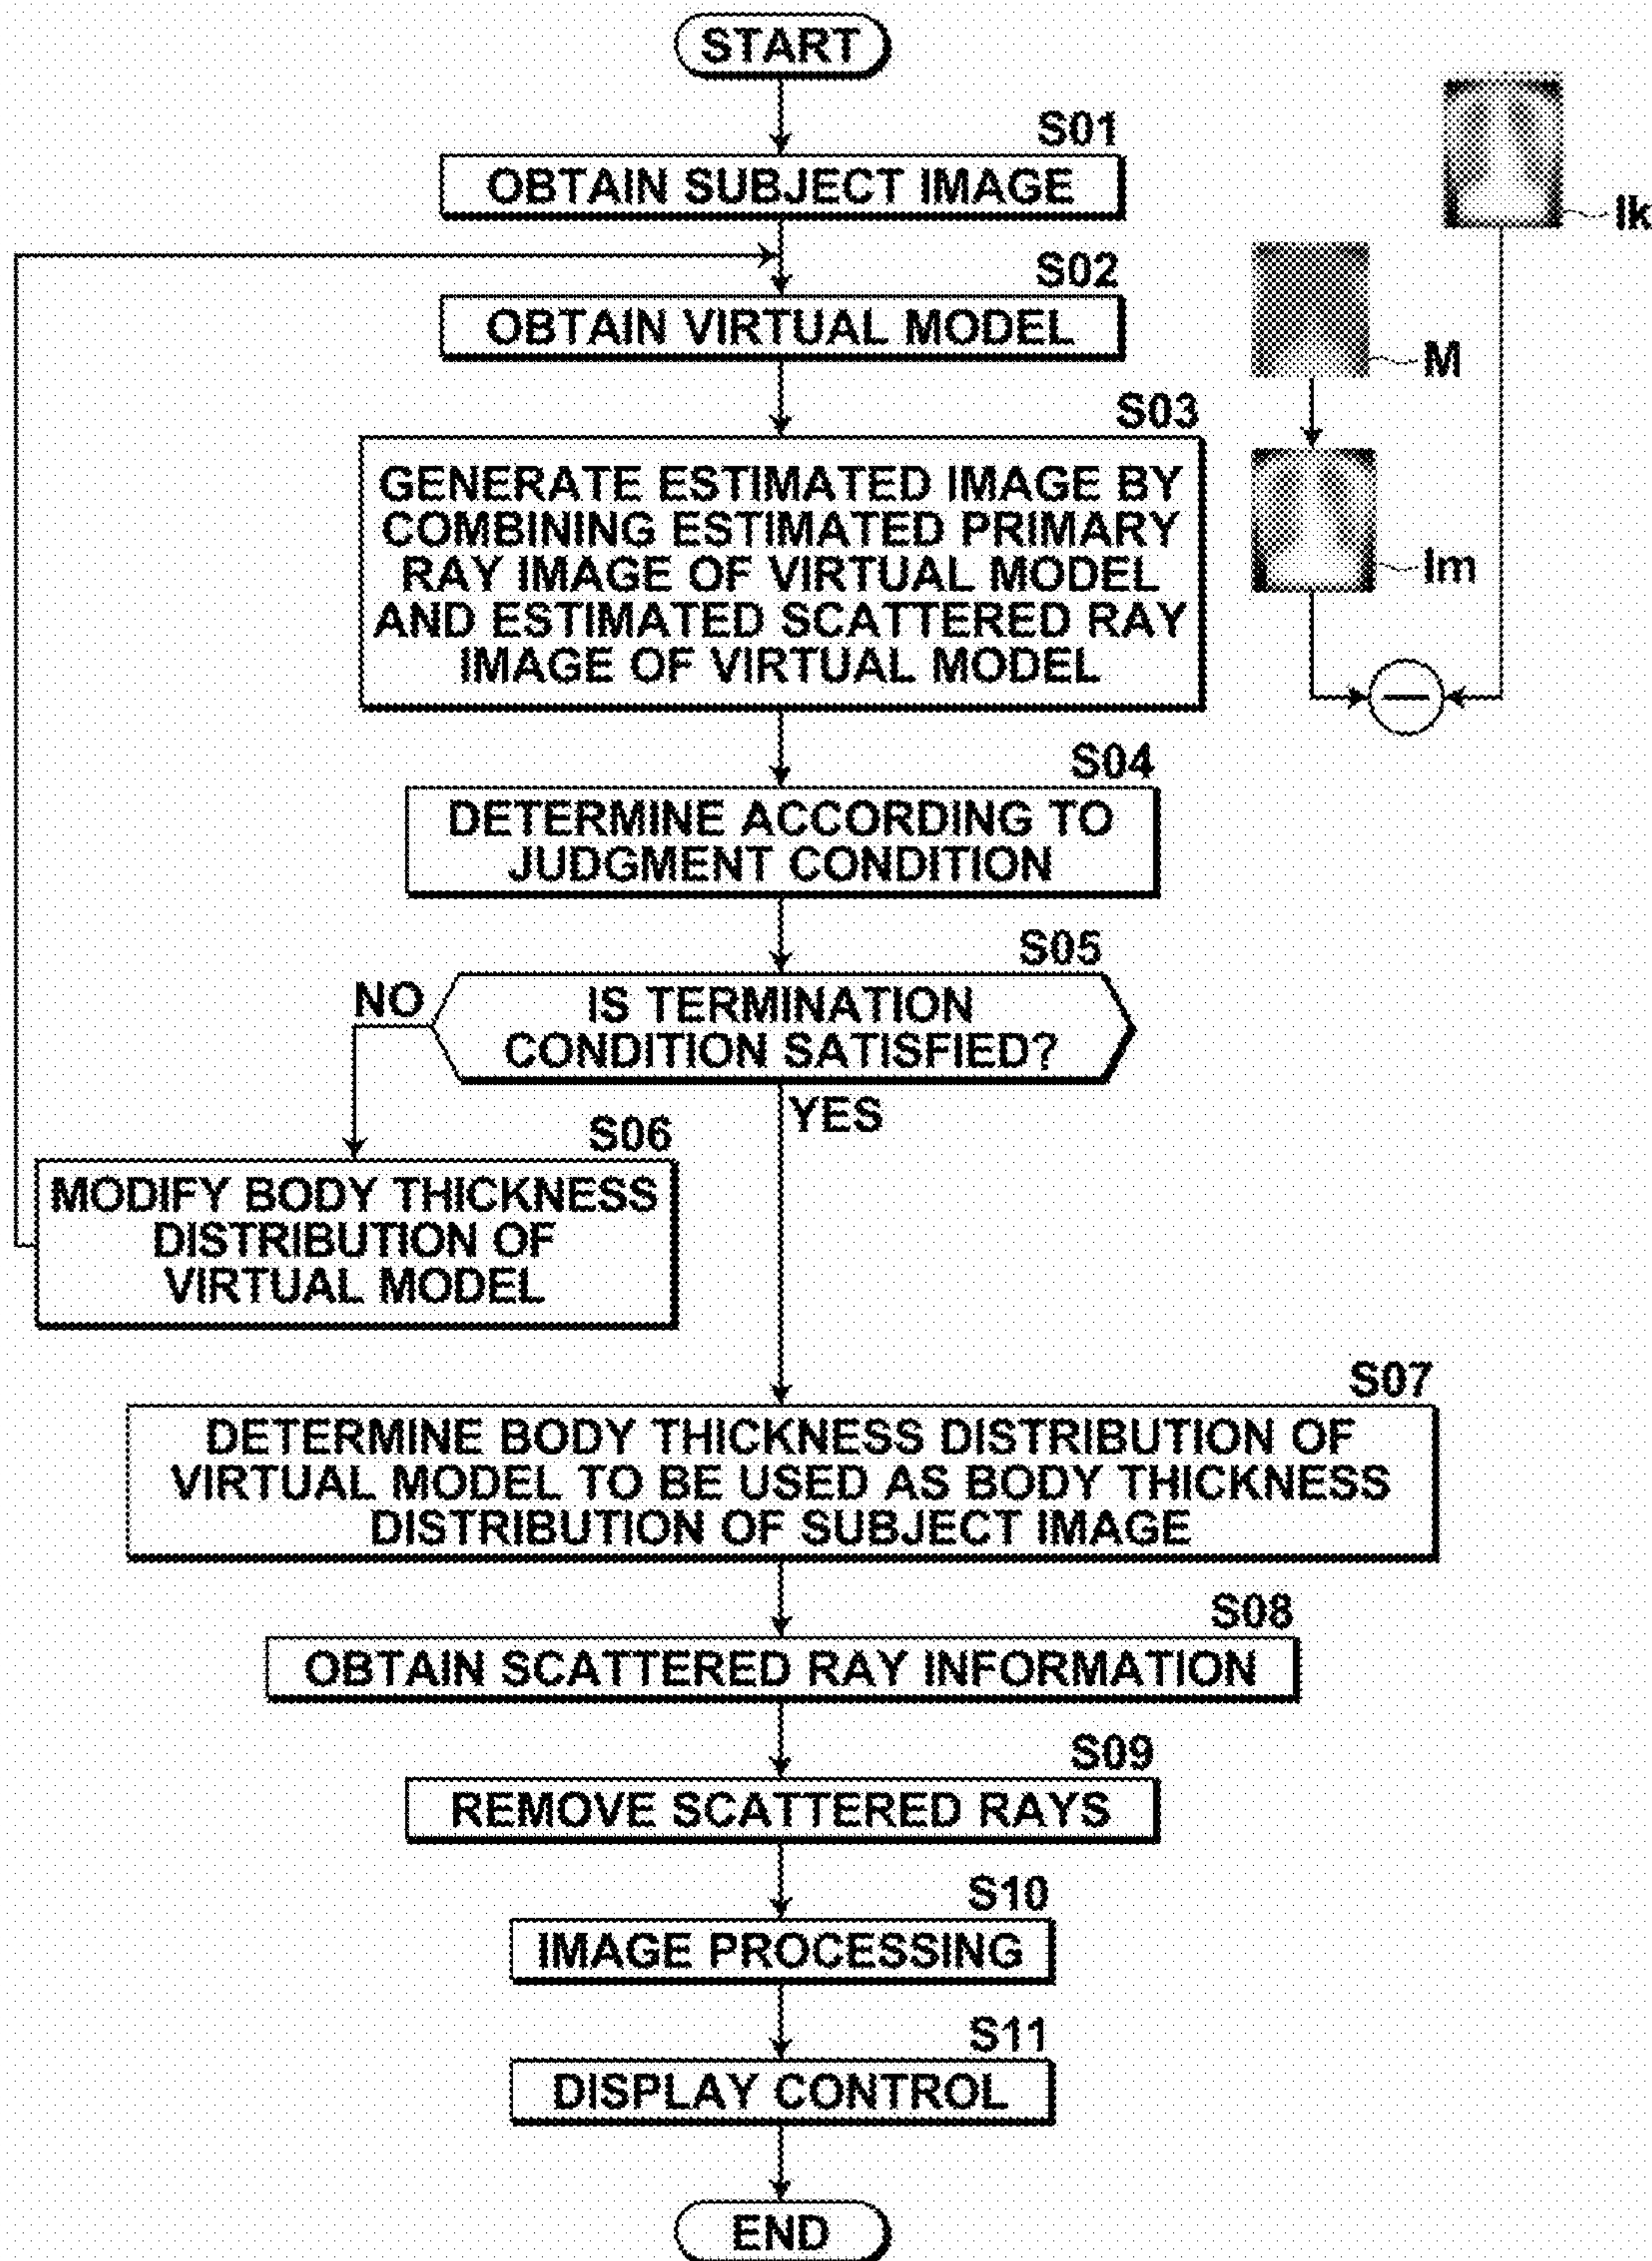 START
S01
OBTAIN SUBJECT IMAGE
Ik
S02
OBTAIN VIRTUAL MODEL
M
S03
GENERATE ESTIMATED IMAGE BY
COMBINING ESTIMATED PRIMARY
RAY IMAGE OF VIRTUAL MODEL
AND ESTIMATED SCATTERED RAY
IMAGE OF VIRTUAL MODEL
Im
S04
DETERMINE ACCORDING TO
JUDGMENT CONDITION
S05
IS TERMINATION
CONDITION SATISFIED?
NO
YES
S06
MODIFY BODY THICKNESS
DISTRIBUTION OF
VIRTUAL MODEL
S07
DETERMINE BODY THICKNESS DISTRIBUTION OF
VIRTUAL MODEL TO BE USED AS BODY THICKNESS
DISTRIBUTION OF SUBJECT IMAGE
S08
OBTAIN SCATTERED RAY INFORMATION
S09
REMOVE SCATTERED RAYS
S10
IMAGE PROCESSING
S11
DISPLAY CONTROL
END